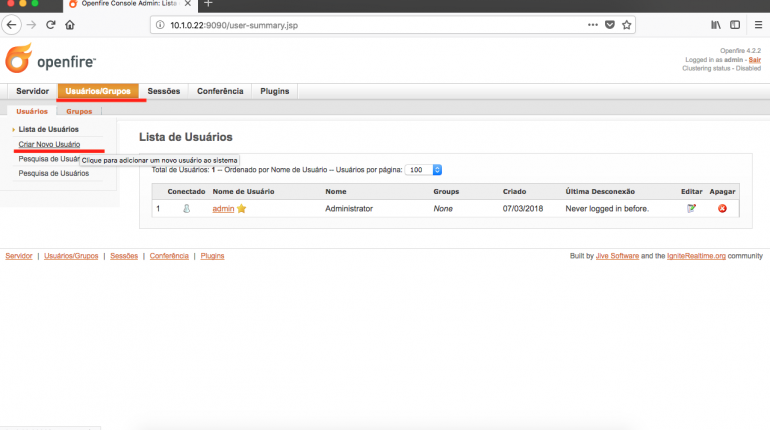 Openfire Console Admin: Lista
10.1.0.22:9090/user-summary.jsp
openfire
Openfire 4.2.2
Logged in as admin - Sair
Clustering status - Disabled
Servidor Usuários/Grupos Sessões Conferência Plugins
Usuários Grupos
Lista de Usuários
Criar Novo Usuário
Pesquisa de Usuá
Clique para adicionar um novo usuário ao sistema
Pesquisa de Usuários
Lista de Usuários
Total de Usuários: 1 -- Ordenado por Nome de Usuário -- Usuários por página: 100
Conectado Nome de Usuário Nome Groups Criado Última Desconexão Editar Apagar
1 admin Administrator None 07/03/2018 Never logged in before.
Servidor | Usuários/Grupos | Sessões | Conferência | Plugins
Built by Jive Software and the IgniteRealtime.org community